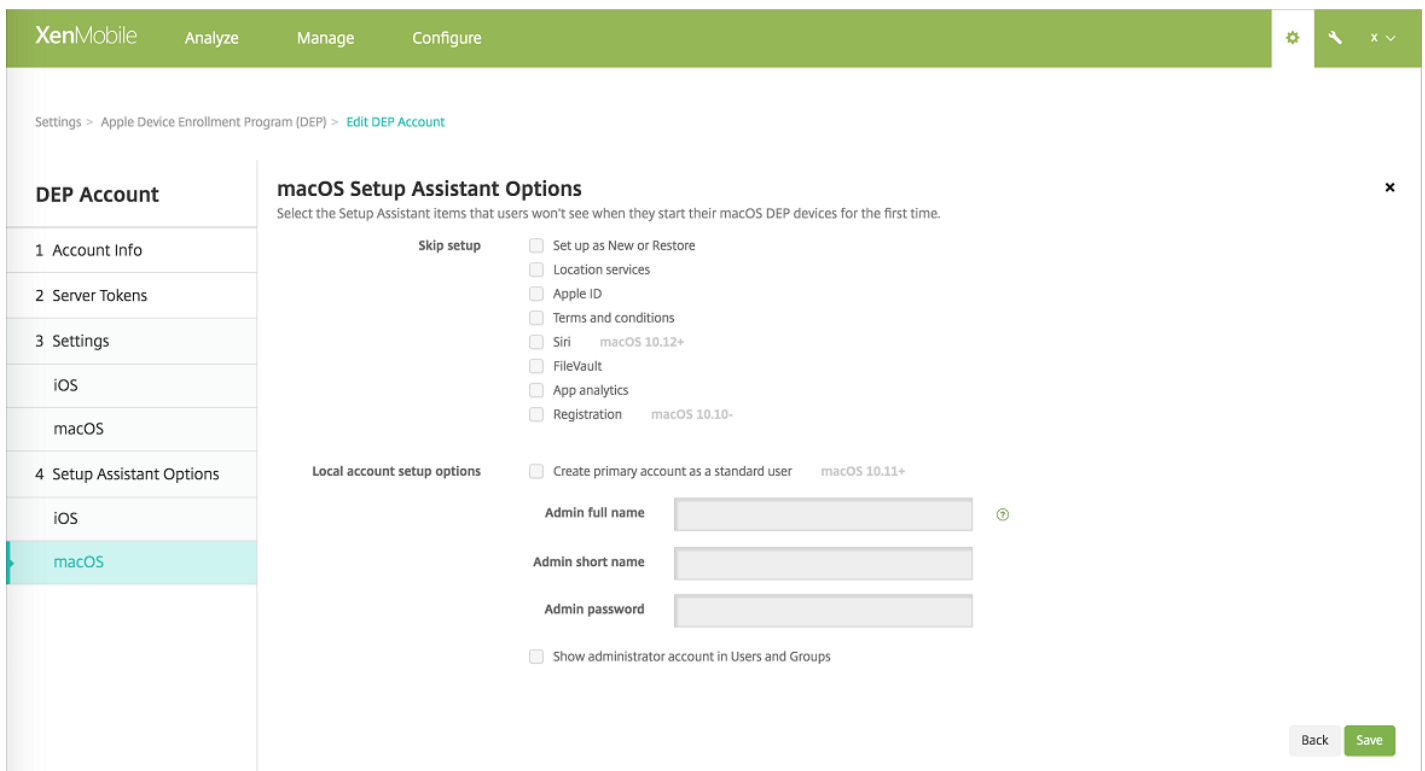 XenMobile Analyze Manage Configure x
Settings > Apple Device Enrollment Program (DEP) > Edit DEP Account
DEP Account
1 Account Info
2 Server Tokens
3 Settings
iOS
macOS
4 Setup Assistant Options
iOS
macOS
macOS Setup Assistant Options
Select the Setup Assistant items that users won't see when they start their macOS DEP devices for the first time.
Skip setup
Set up as New or Restore
Location services
Apple ID
Terms and conditions
Siri macOS 10.12+
FileVault
App analytics
Registration macOS 10.10-
Local account setup options
Create primary account as a standard user macOS 10.11+
Admin full name ?
Admin short name
Admin password
Show administrator account in Users and Groups
Back Save